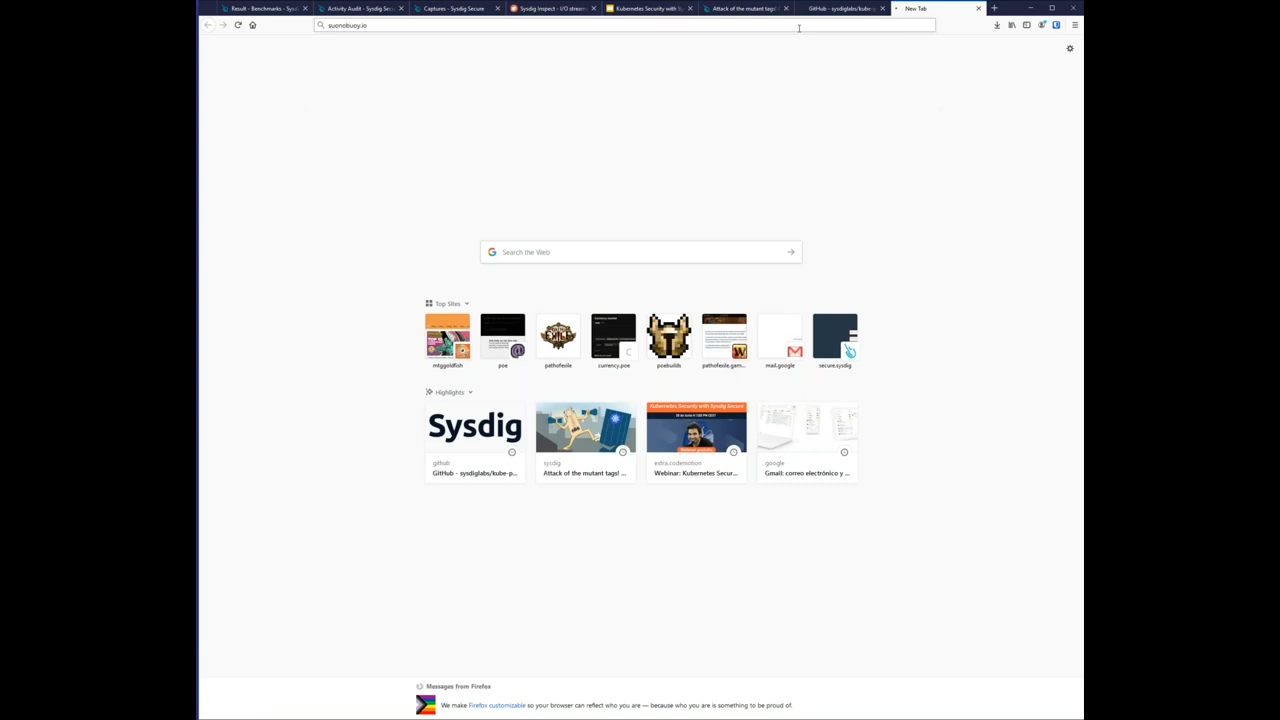 Result - Benchmarks - Sysd
Activity Audit - Sysdig Sec
Captures - Sysdig Secure
Sysdig Inspect - I/O stream
Kubernetes Security with S
Attack of the mutant tags!
GitHub - sysdiglabs/kube-p
New Tab
suonobuoy.io
Search the Web
Top Sites
mtggoldfish
poe
pathofexile
currency.poe
poebuilds
pathofexile.gam...
mail.google
secure.sysdig
Highlights
Sysdig
Kubernetes Security with Sysdig Secure
github
GitHub - sysdiglabs/kube-p...
sysdig
Attack of the mutant tags! ...
extra.codemotion
Webinar: Kubernetes Secur...
google
Gmail: correo electrónico y ...
Messages from Firefox
We make Firefox customizable so your browser can reflect who you are — because who you are is something to be proud of.